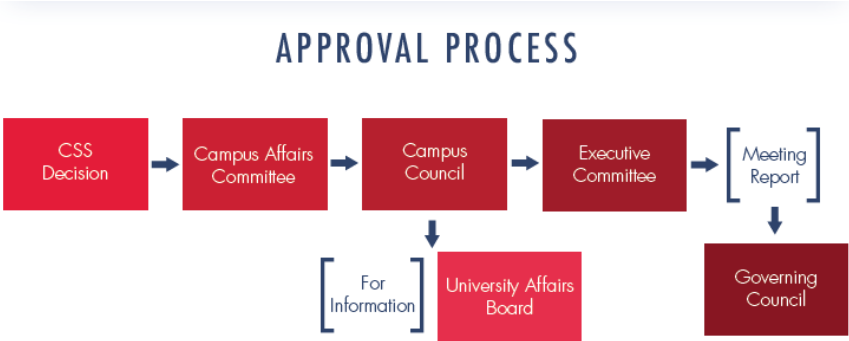 APPROVAL PROCESS
CSS
Decision
Campus Affairs
Committee
Campus
Council
Executive
Committee
Meeting
Report
For
Information
University Affairs
Board
Governing
Council